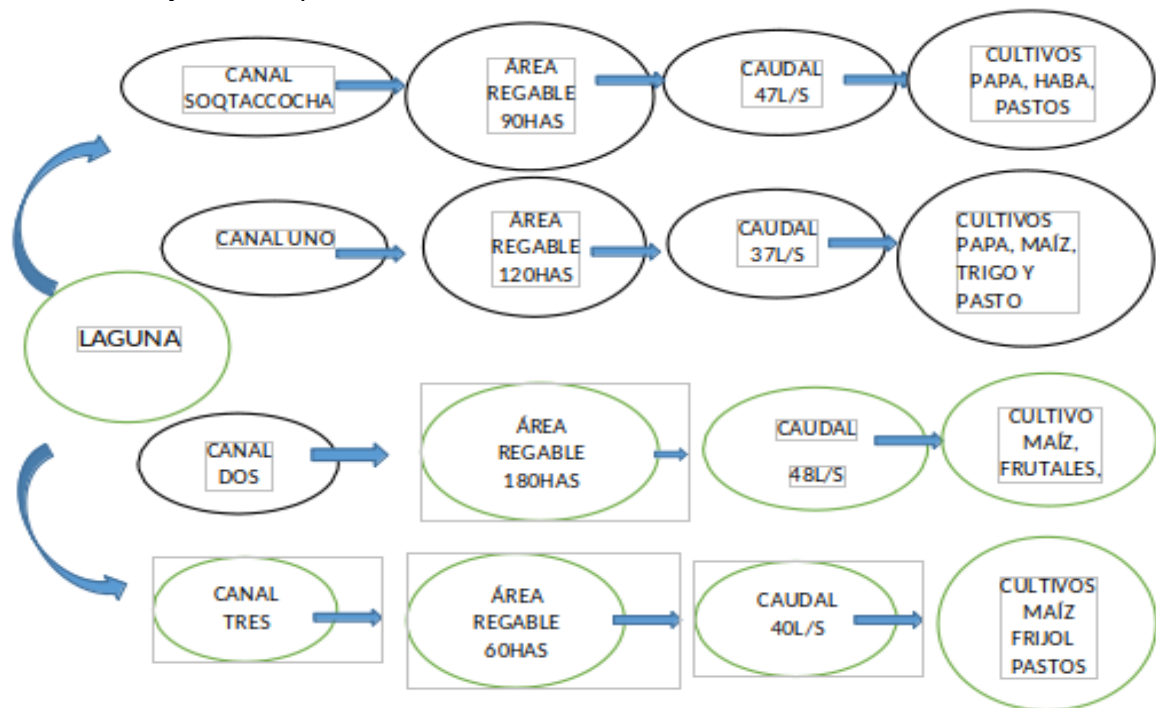 CANAL
SOQTACCOCHA
ÁREA
REGABLE
90HAS
CAUDAL
47L/S
CULTIVOS
PAPA, HABA,
PASTOS
CANAL UNO
ÁREA
REGABLE
120HAS
CAUDAL
37L/S
CULTIVOS
PAPA, MAÍZ,
TRIGO Y
PASTO
LAGUNA
CANAL
DOS
ÁREA
REGABLE
180HAS
CAUDAL
48L/S
CULTIVO
MAÍZ,
FRUTALES,
CANAL
TRES
ÁREA
REGABLE
60HAS
CAUDAL
40L/S
CULTIVOS
MAÍZ
FRIJOL
PASTOS